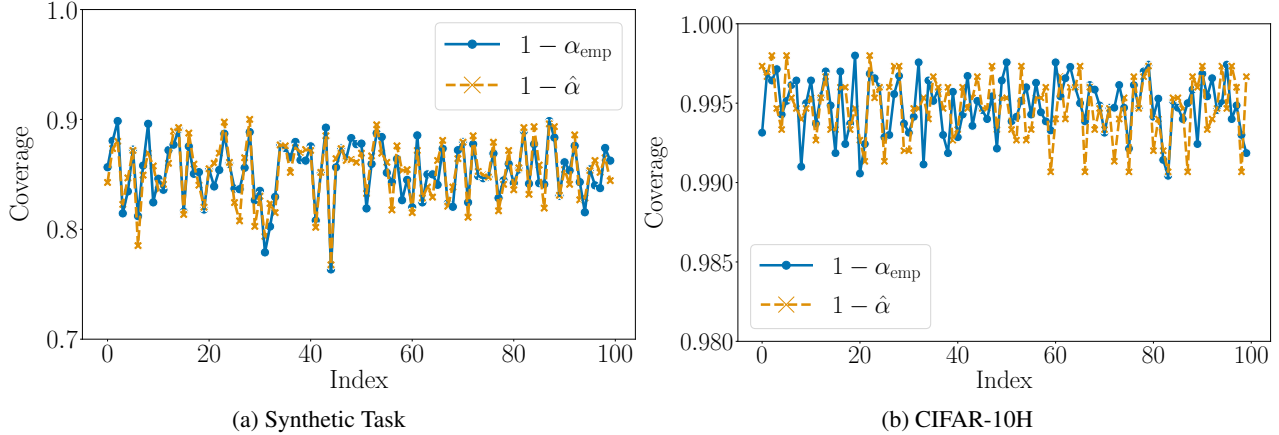 1.0
0.9
0.8
0.7
Coverage
1 − α_emp
1 − α̂
0 20 40 60 80 100
Index
(a) Synthetic Task
1.000
0.995
0.990
0.985
0.980
Coverage
1 − α_emp
1 − α̂
0 20 40 60 80 100
Index
(b) CIFAR-10H